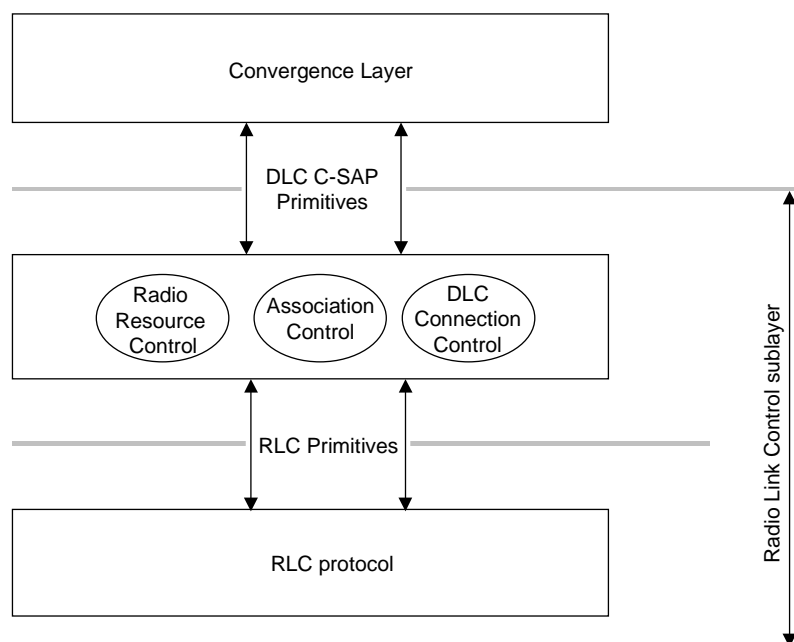 Convergence Layer
DLC C-SAP
Primitives
Radio
Resource
Control
Association
Control
DLC
Connection
Control
RLC Primitives
RLC protocol
Radio Link Control sublayer